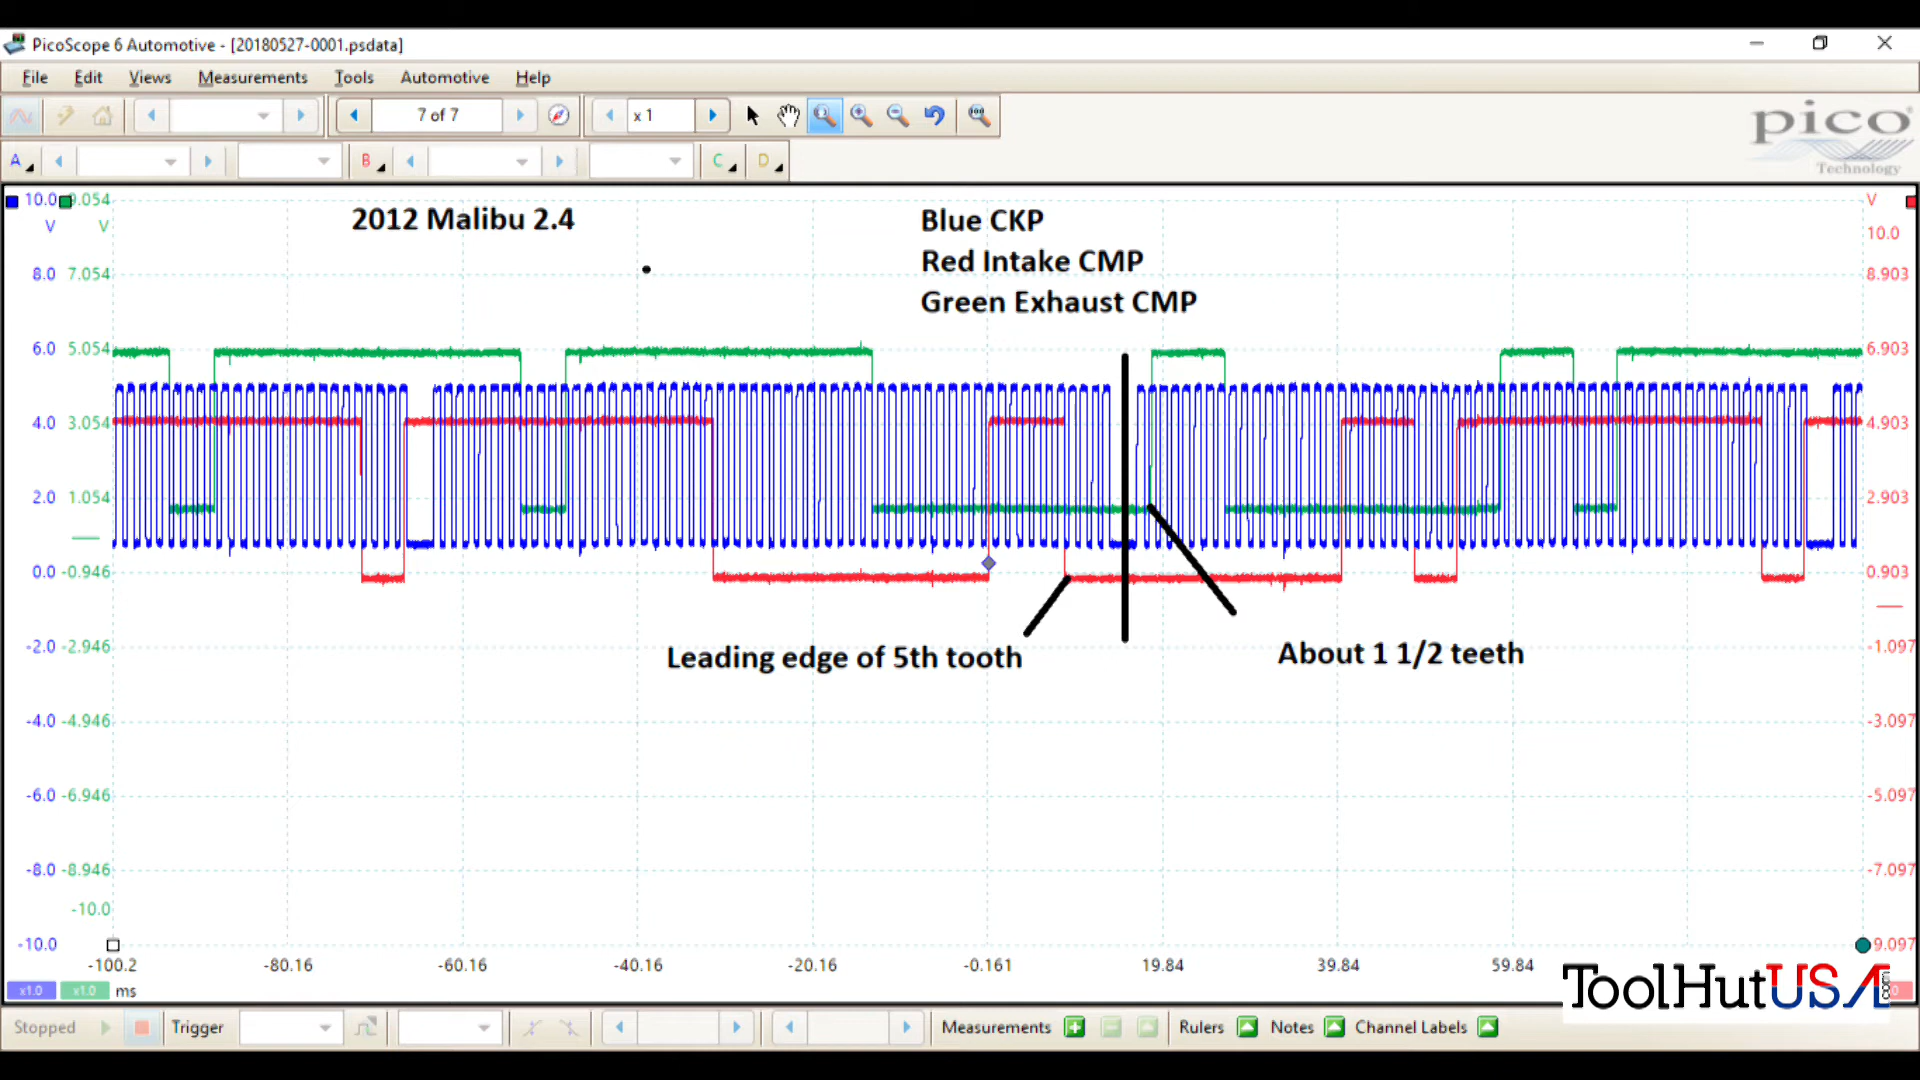 PicoScope 6 Automotive - [20180527-0001.psdata]
File Edit Views Measurements Tools Automotive Help
7 of 7 x 1
A B C D
pico
Technology
10.0 9.054 2012 Malibu 2.4 Blue CKP V
V V 10.0
Red Intake CMP
8.0 7.054 8.903
Green Exhaust CMP
6.0 5.054 6.903
4.0 3.054 4.903
2.0 1.054 2.903
0.0 -0.946 0.903
-2.0 -2.946 Leading edge of 5th tooth About 1 1/2 teeth -1.097
-4.0 -4.946 -3.097
-6.0 -6.946 -5.097
-8.0 -8.946 -7.097
-10.0
-10.0 -9.097
-100.2 -80.16 -60.16 -40.16 -20.16 -0.161 19.84 39.84 59.84
x1.0 x1.0 ms
ToolHutUSA
Stopped Trigger Measurements Rulers Notes Channel Labels